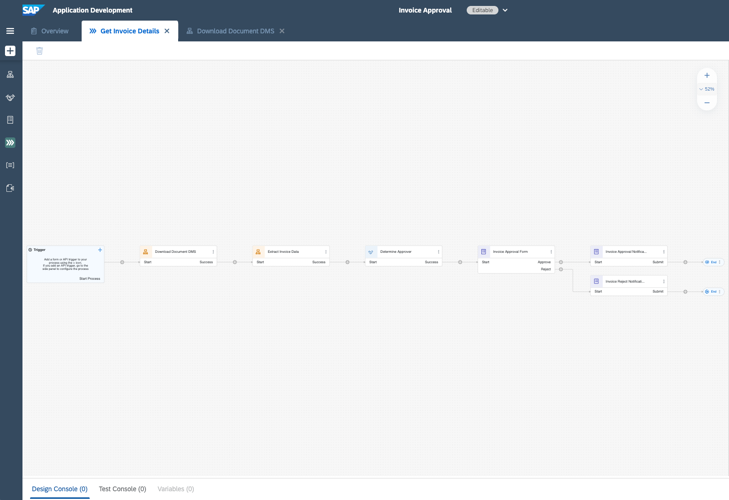 SAP Application Development Invoice Approval Editable
Overview Get Invoice Details Download Document DMS
52%
Trigger
Add a form or API trigger to your
process using the + icon.
If you add an API trigger, go to the
side panel to configure the process.
Start Process
Download Document DMS
Start Success
Extract Invoice Data
Start Success
Determine Approver
Start Success
Invoice Approval Form
Start Approve
Reject
Invoice Approval Notifica...
Start Submit
End
Invoice Reject Notificati...
Start Submit
End
Design Console (0) Test Console (0) Variables (0)